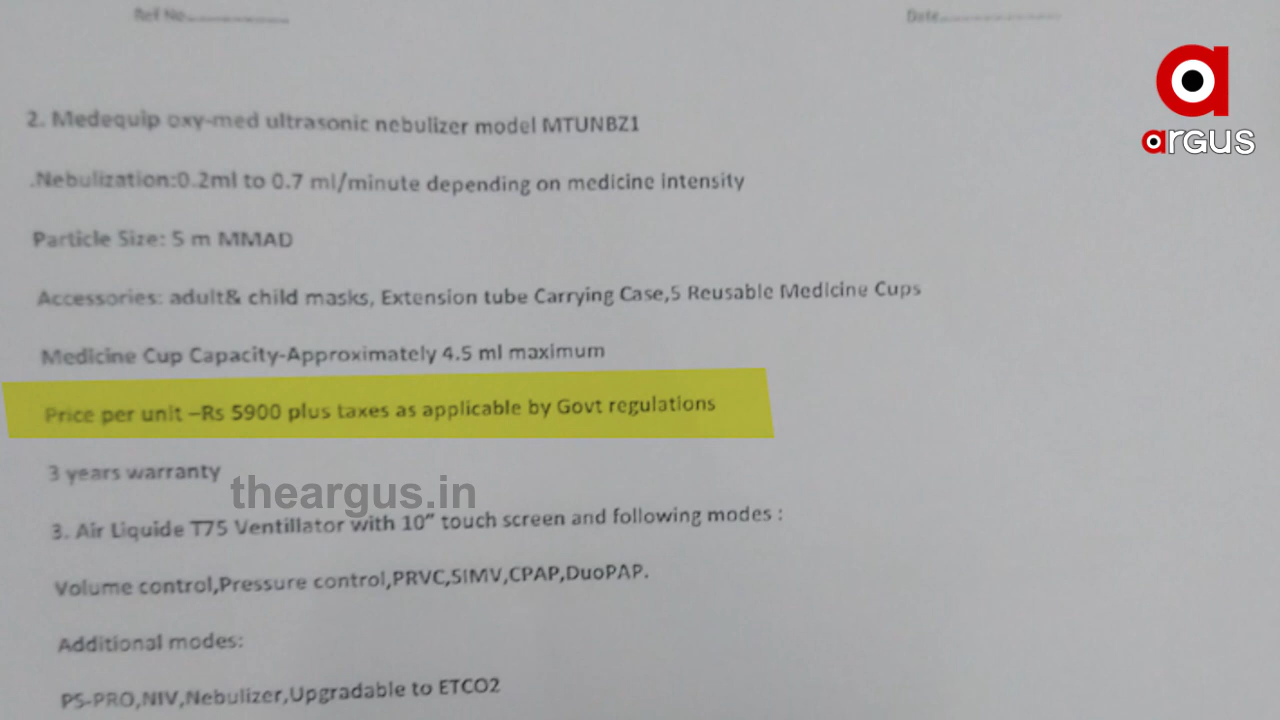 Ref No..............
Date................
argus
2. Medequip oxy-med ultrasonic nebulizer model MTUNBZ1
.Nebulization:0.2ml to 0.7 ml/minute depending on medicine intensity
Particle Size: 5 m MMAD
Accessories: adult& child masks, Extension tube Carrying Case,5 Reusable Medicine Cups
Medicine Cup Capacity-Approximately 4.5 ml maximum
Price per unit –Rs 5900 plus taxes as applicable by Govt regulations
3 years warranty
theargus.in
3. Air Liquide T75 Ventillator with 10" touch screen and following modes :
Volume control,Pressure control,PRVC,SIMV,CPAP,DuoPAP.
Additional modes:
PS-PRO,NIV,Nebulizer,Upgradable to ETCO2